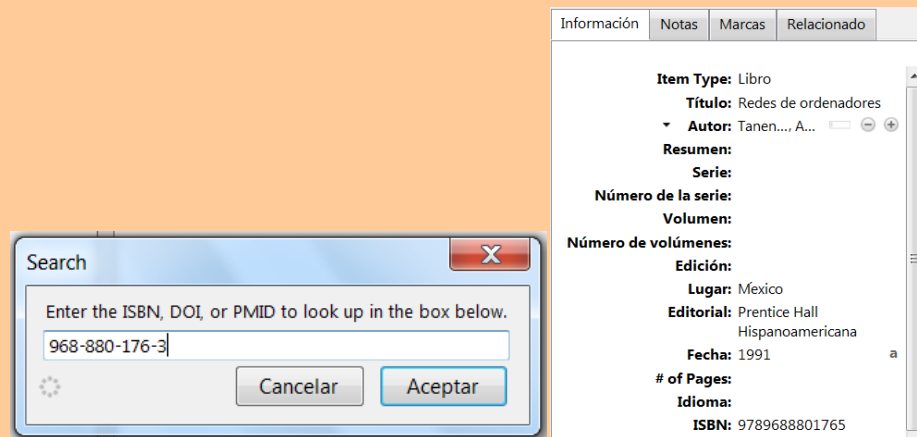 Search
X
Enter the ISBN, DOI, or PMID to look up in the box below.
968-880-176-3
Cancelar
Aceptar
Información
Notas
Marcas
Relacionado
Item Type: Libro
Título: Redes de ordenadores
Autor: Tanen..., A...
Resumen:
Serie:
Número de la serie:
Volumen:
Número de volúmenes:
Edición:
Lugar: México
Editorial: Prentice Hall
Hispanoamericana
Fecha: 1991 a
# of Pages:
Idioma:
ISBN: 9789688801765